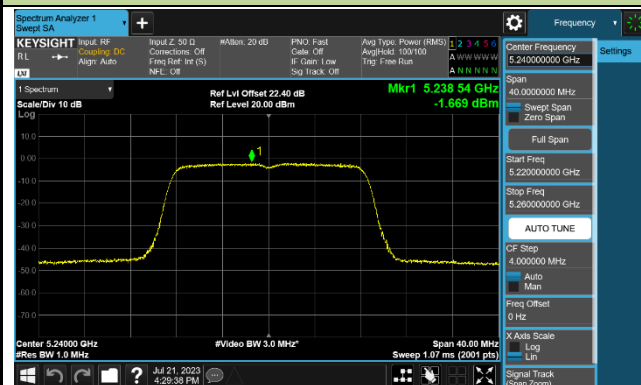 Spectrum Analyzer 1
Swept SA
Frequency
KEYSIGHT
RL
LXI
Input: RF
Coupling: DC
Align: Auto
Input Z: 50 Ω
Corrections: Off
Freq Ref: Int (S)
NFE: Off
#Atten: 20 dB
PNO: Fast
Gate: Off
IF Gain: Low
Sig Track: Off
Avg Type: Power (RMS)
Avg|Hold: 100/100
Trig: Free Run
1 2 3 4 5 6
A W W W W W
A N N N N N
1 Spectrum
Scale/Div 10 dB
Log
Ref Lvl Offset 22.40 dB
Ref Level 20.00 dBm
Mkr1 5.238 54 GHz
-1.669 dBm
10.0
0.00
1
-10.0
-20.0
-30.0
-40.0
-50.0
-60.0
-70.0
Center 5.24000 GHz
#Res BW 1.0 MHz
#Video BW 3.0 MHz*
Span 40.00 MHz
Sweep 1.07 ms (2001 pts)
Jul 21, 2023
4:29:38 PM
Settings
Center Frequency
5.240000000 GHz
Span
40.0000000 MHz
Swept Span
Zero Span
Full Span
Start Freq
5.220000000 GHz
Stop Freq
5.260000000 GHz
AUTO TUNE
CF Step
4.000000 MHz
Auto
Man
Freq Offset
0 Hz
X Axis Scale
Log
Lin
Signal Track
(Span Zoom)